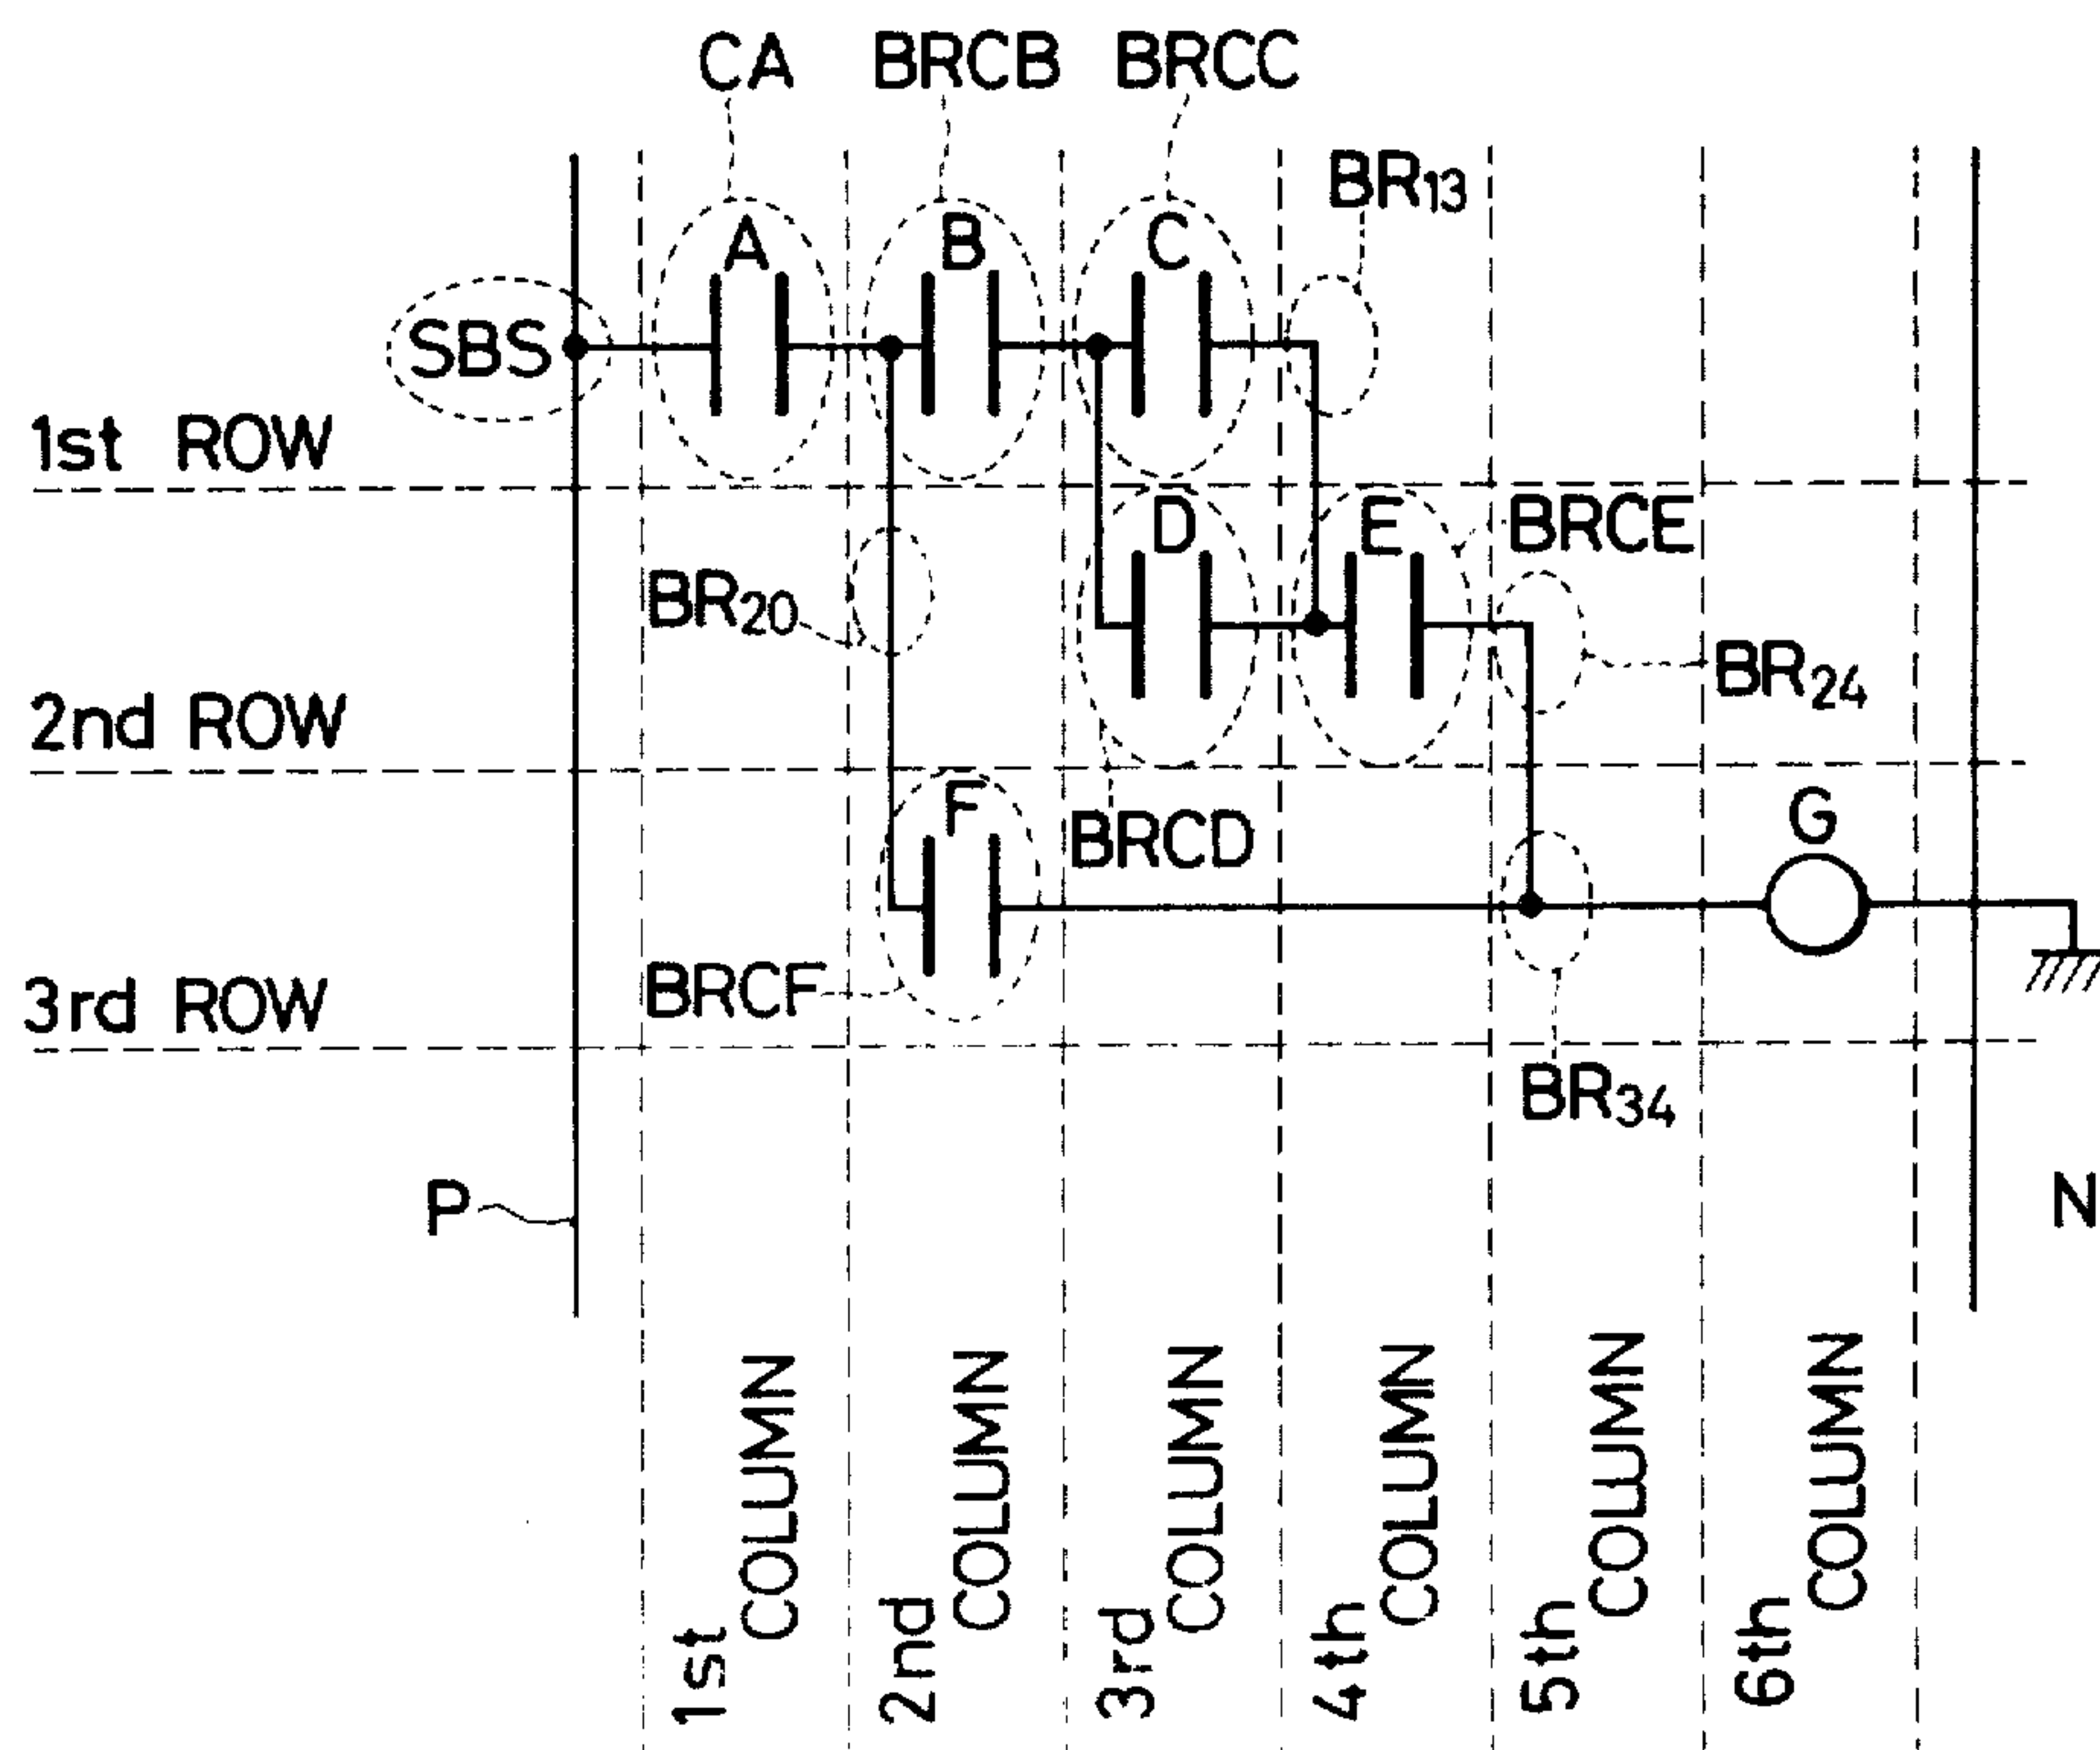 CA BRCB BRCC
BR13
A B C
SBS
1st ROW
D E BRCE
BR20
BR24
2nd ROW
F BRCD G
BRCF
3rd ROW
BR34
P N
1st COLUMN
2nd COLUMN
3rd COLUMN
4th COLUMN
5th COLUMN
6th COLUMN